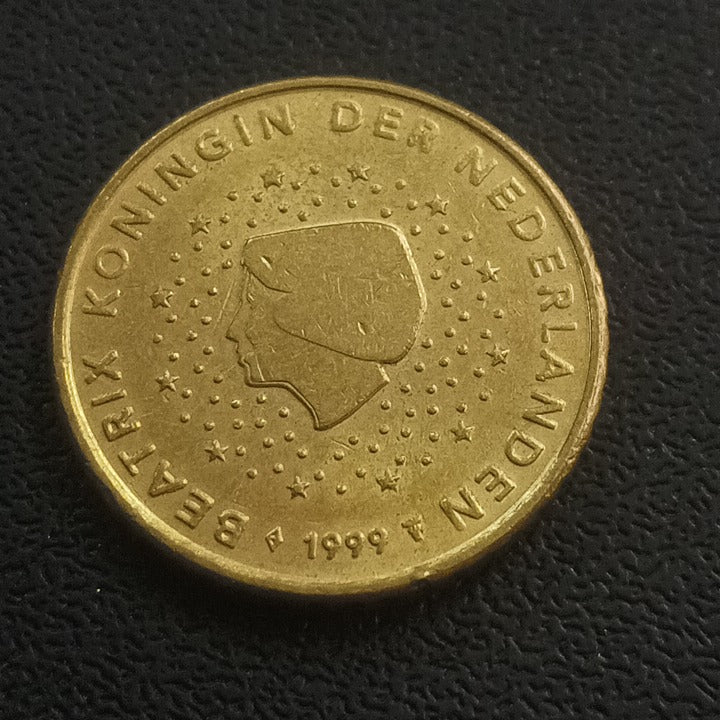 BEATRIX KONINGIN DER NEDERLANDEN
1999